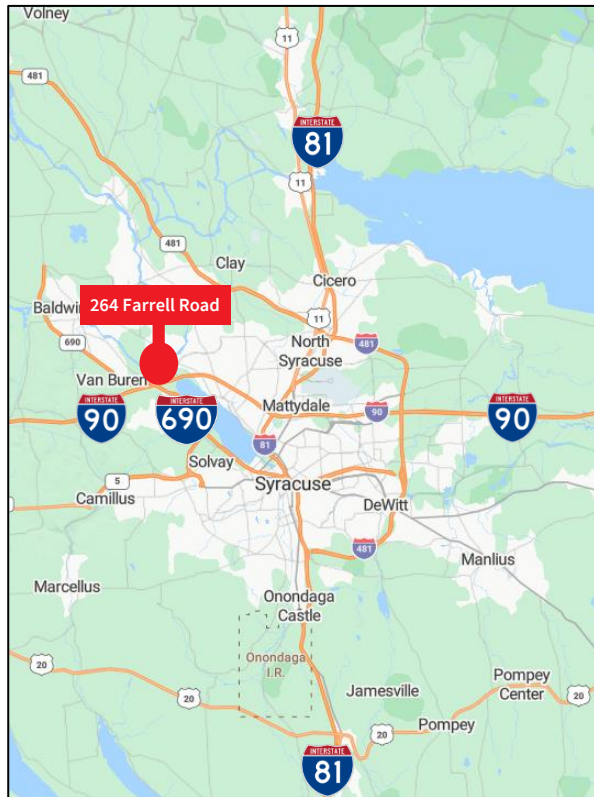 Volney
11
481
INTERSTATE
81
11
481
Clay
Cicero
264 Farrell Road
Baldwin
11
690
North
Syracuse
481
Van Buren
INTERSTATE
90
INTERSTATE
690
Mattydale
90
INTERSTATE
90
81
Solvay
5
Syracuse
Camillus
DeWitt
481
Manlius
Marcellus
Onondaga
Castle
20
Onondaga
I.R.
Pompey
Center
Jamesville
20
20
Pompey
20
INTERSTATE
81